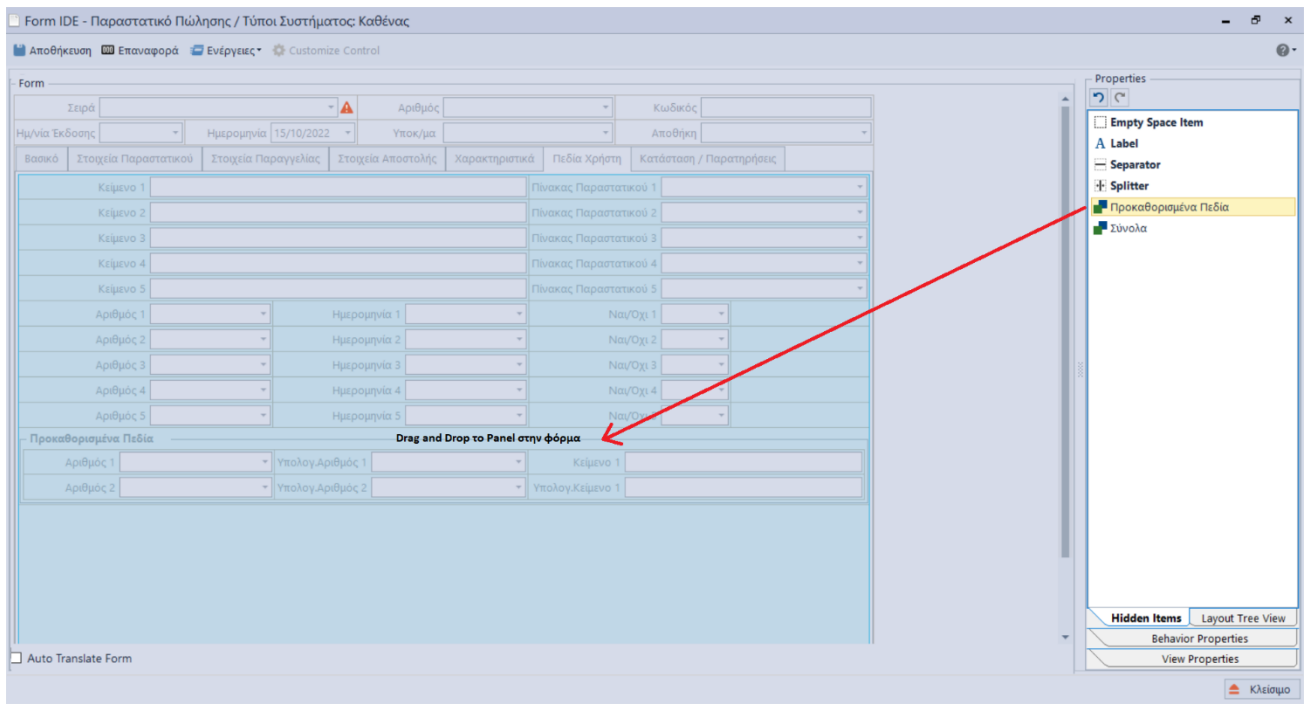 Form IDE - Παραστατικό Πώλησης / Τύποι Συστήματος: Καθένας
Αποθήκευση Επαναφορά Ενέργειες Customize Control
Form
Σειρά Αριθμός Κωδικός
Ημ/νία Έκδοσης Ημερομηνία 15/10/2022 Υποκ/μα Αποθήκη
Βασικό Στοιχεία Παραστατικού Στοιχεία Παραγγελίας Στοιχεία Αποστολής Χαρακτηριστικά Πεδία Χρήστη Κατάσταση / Παρατηρήσεις
Κείμενο 1 Πίνακας Παραστατικού 1
Κείμενο 2 Πίνακας Παραστατικού 2
Κείμενο 3 Πίνακας Παραστατικού 3
Κείμενο 4 Πίνακας Παραστατικού 4
Κείμενο 5 Πίνακας Παραστατικού 5
Αριθμός 1 Ημερομηνία 1 Ναι/Όχι 1
Αριθμός 2 Ημερομηνία 2 Ναι/Όχι 2
Αριθμός 3 Ημερομηνία 3 Ναι/Όχι 3
Αριθμός 4 Ημερομηνία 4 Ναι/Όχι 4
Αριθμός 5 Ημερομηνία 5 Ναι/Όχι
Προκαθορισμένα Πεδία Drag and Drop το Panel στην φόρμα
Αριθμός 1 Υπολογ.Αριθμός 1 Κείμενο 1
Αριθμός 2 Υπολογ.Αριθμός 2 Υπολογ.Κείμενο 1
Auto Translate Form
Properties
Empty Space Item
A Label
Separator
Splitter
Προκαθορισμένα Πεδία
Σύνολα
Hidden Items Layout Tree View
Behavior Properties
View Properties
Κλείσιμο